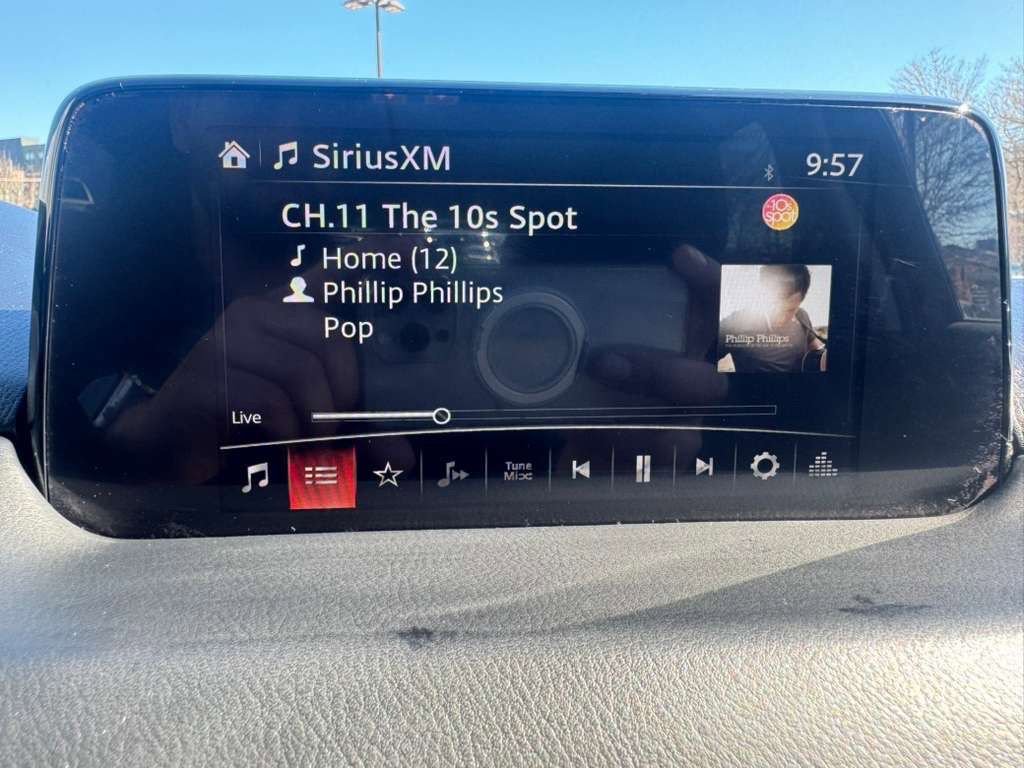 SiriusXM
9:57
CH.11 The 10s Spot
10s
spot
Home (12)
Phillip Phillips
Pop
Phillip Phillips
Live
Tune
Mix